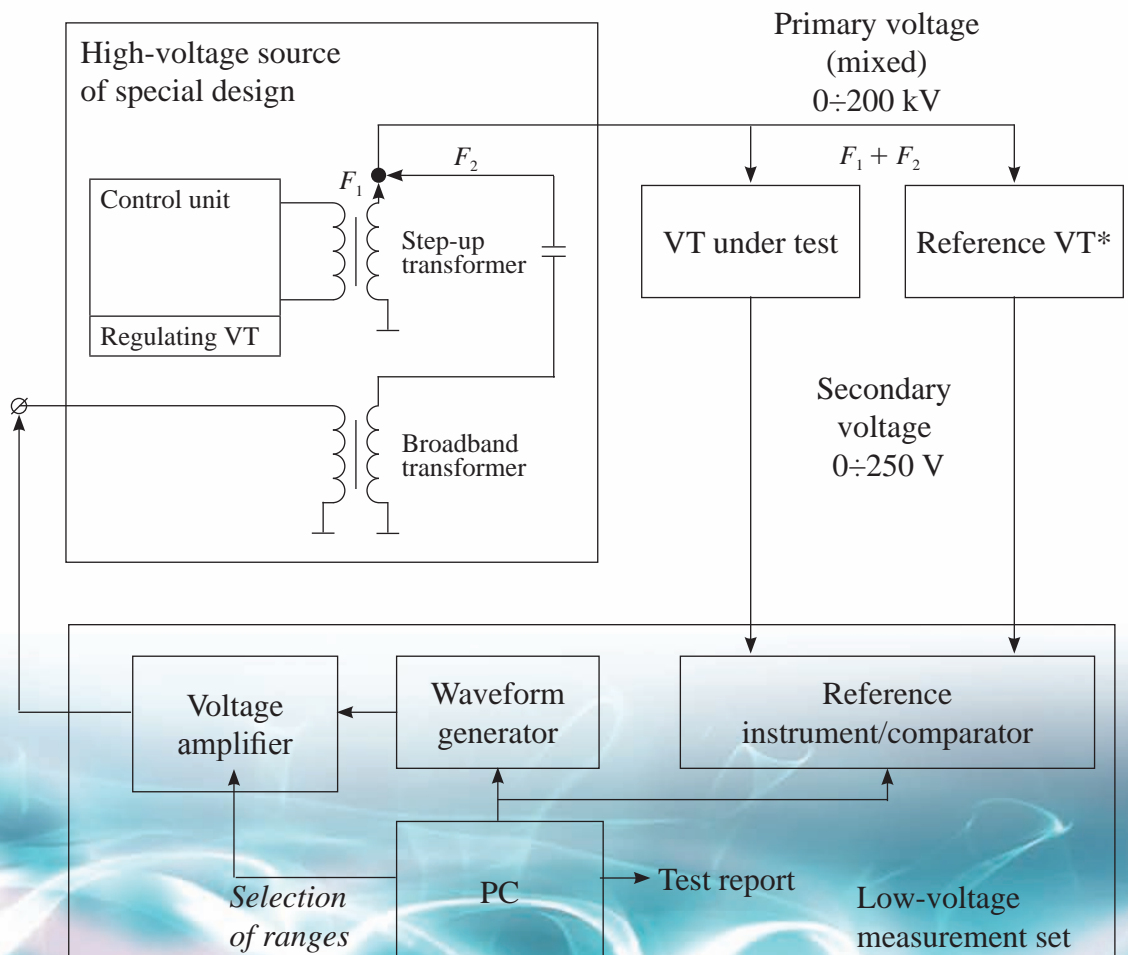 High-voltage source
of special design
Primary voltage
(mixed)
0÷200 kV
F₁
F₂
F₁ + F₂
Control unit
Regulating VT
Step-up
transformer
VT under test
Reference VT*
Broadband
transformer
Secondary
voltage
0÷250 V
Voltage
amplifier
Waveform
generator
Reference
instrument/comparator
Selection
of ranges
PC
Test report
Low-voltage
measurement set